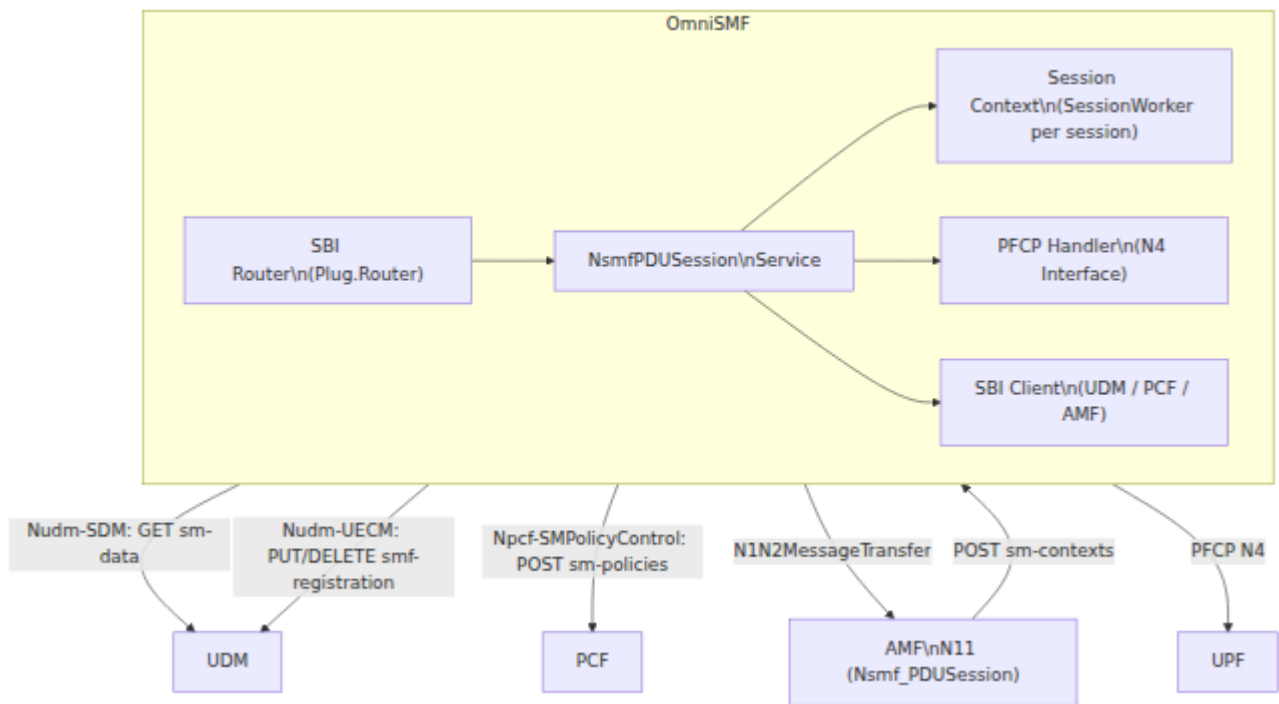 OmniSMF
Session
Context\n(SessionWorker
per session)
SBI
Router\n(Plug.Router)
NsmfPDUSession\nService
PFCP Handler\n(N4
Interface)
SBI Client\n(UDM / PCF /
AMF)
Nudm-SDM: GET sm-
data
Nudm-UECM:
PUT/DELETE smf-
registration
Npcf-SMPolicyControl:
POST sm-policies
N1N2MessageTransfer
POST sm-contexts
PFCP N4
UDM
PCF
AMF\nN11
(Nsmf_PDUSession)
UPF